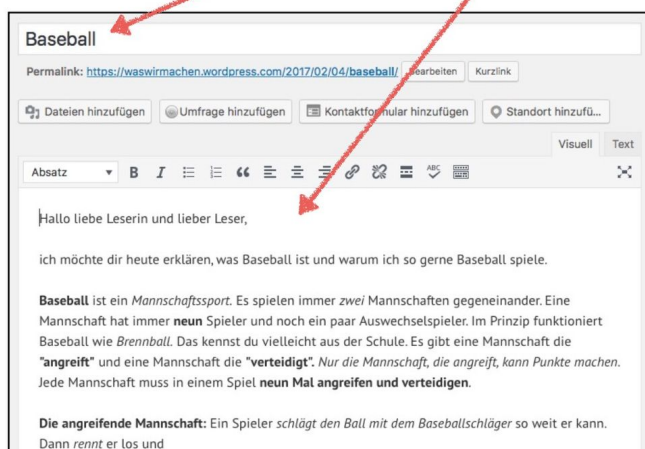 Baseball
Permalink: https://waswirmachen.wordpress.com/2017/02/04/baseball/ Bearbeiten Kurzlink
Dateien hinzufügen Umfrage hinzufügen Kontaktformular hinzufügen Standort hinzufü...
Visuell Text
Absatz B I “ ABC
Hallo liebe Leserin und lieber Leser,
ich möchte dir heute erklären, was Baseball ist und warum ich so gerne Baseball spiele.
Baseball ist ein Mannschaftssport. Es spielen immer zwei Mannschaften gegeneinander. Eine
Mannschaft hat immer neun Spieler und noch ein paar Auswechselspieler. Im Prinzip funktioniert
Baseball wie Brennball. Das kennst du vielleicht aus der Schule. Es gibt eine Mannschaft die
"angreift" und eine Mannschaft die "verteidigt". Nur die Mannschaft, die angreift, kann Punkte machen.
Jede Mannschaft muss in einem Spiel neun Mal angreifen und verteidigen.
Die angreifende Mannschaft: Ein Spieler schlägt den Ball mit dem Baseballschläger so weit er kann.
Dann rennt er los und